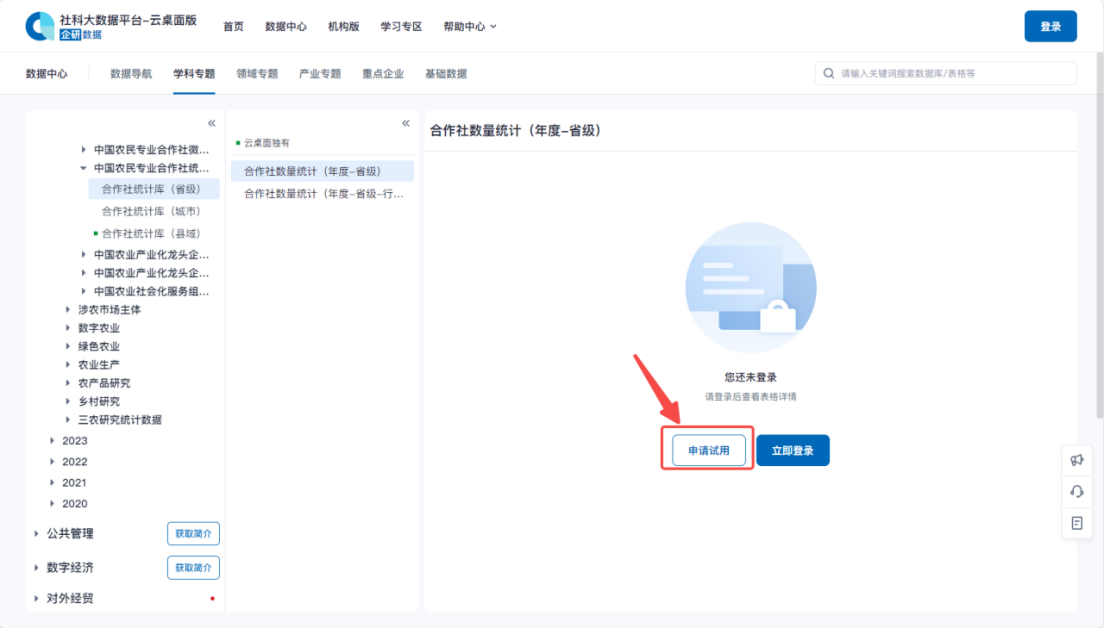 社科大数据平台-云桌面版
企研数据
首页 数据中心 机构版 学习专区 帮助中心
登录
数据中心 数据导航 学科专题 领域专题 产业专题 重点企业 基础数据
请输入关键词搜索数据库/表格等
中国农民专业合作社微...
中国农民专业合作社统...
合作社统计库（省级）
合作社统计库（城市）
合作社统计库（县域）
中国农业产业化龙头企...
中国农业产业化龙头企...
中国农业社会化服务组...
涉农市场主体
数字农业
绿色农业
农业生产
农产品研究
乡村研究
三农研究统计数据
2023
2022
2021
2020
公共管理 获取简介
数字经济 获取简介
对外经贸
云桌面独有
合作社数量统计（年度-省级）
合作社数量统计（年度-省级-行...
合作社数量统计（年度-省级）
您还未登录
请登录后查看表格详情
申请试用 立即登录